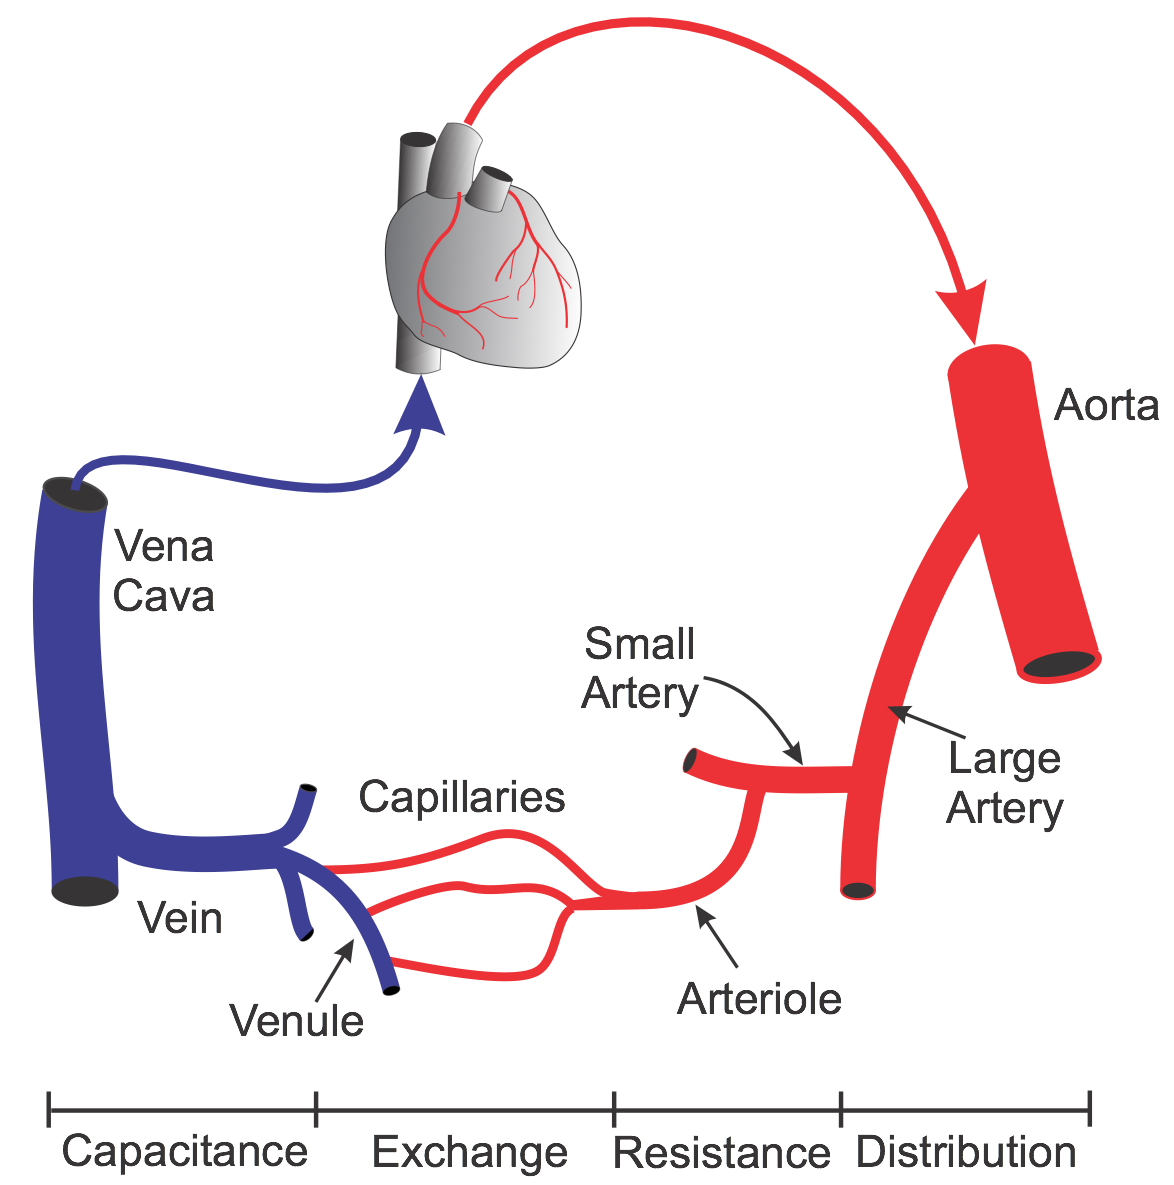 Aorta
Vena
Cava
Small
Artery
Large
Artery
Capillaries
Vein
Arteriole
Venule
Capacitance
Exchange
Resistance
Distribution